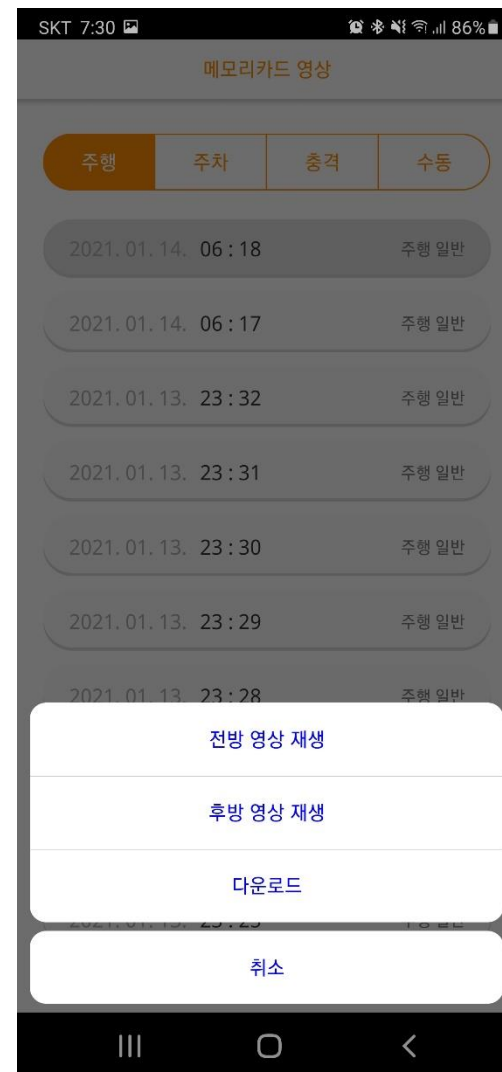 SKT 7:30 86%
메모리카드 영상
주행 주차 충격 수동
2021. 01. 14. 06 : 18 주행 일반
2021. 01. 14. 06 : 17 주행 일반
2021. 01. 13. 23 : 32 주행 일반
2021. 01. 13. 23 : 31 주행 일반
2021. 01. 13. 23 : 30 주행 일반
2021. 01. 13. 23 : 29 주행 일반
2021. 01. 13. 23 : 28 주행 일반
전방 영상 재생
후방 영상 재생
다운로드
취소